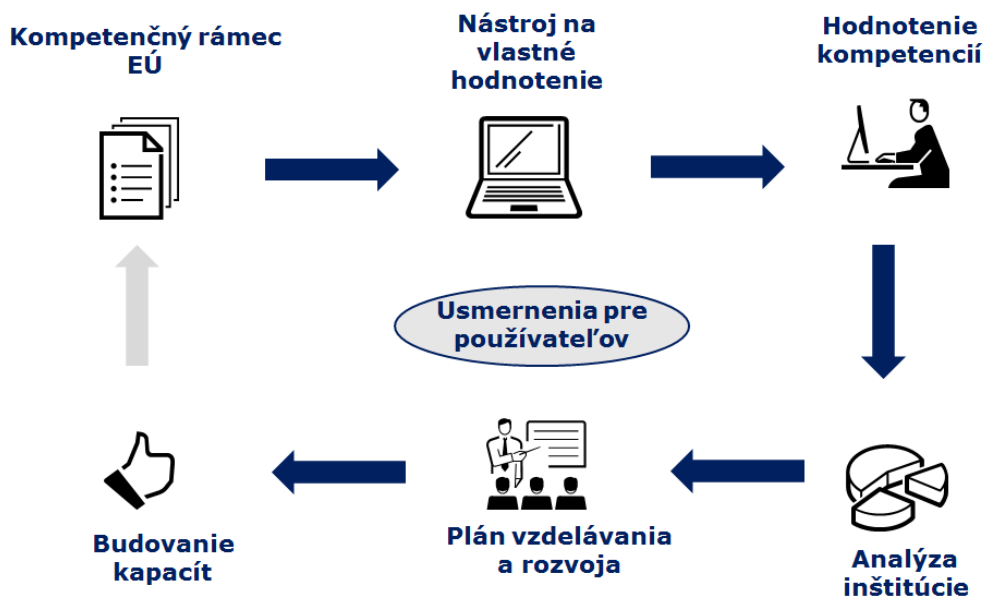 Kompetenčný rámec
EÚ
Nástroj na
vlastné
hodnotenie
Hodnotenie
kompetencií
Usmernenia pre
používateľov
Budovanie
kapacít
Plán vzdelávania
a rozvoja
Analýza
inštitúcie